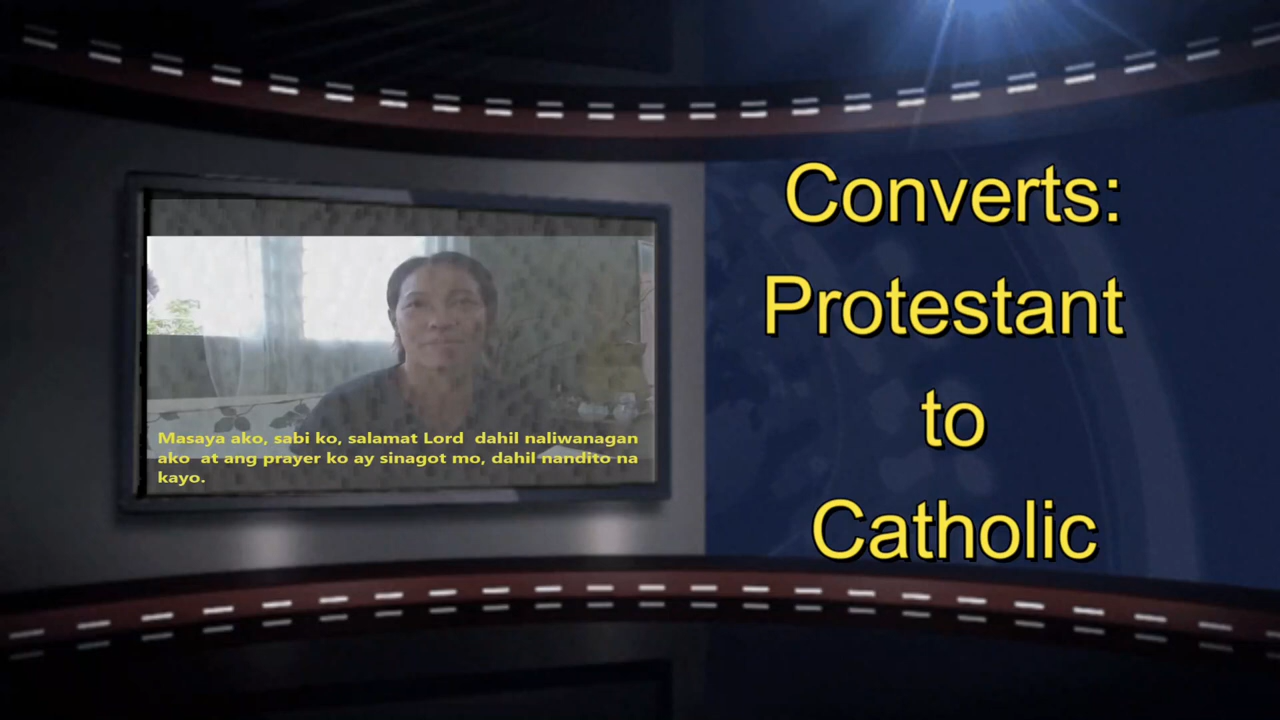 Masaya ako, sabi ko, salamat Lord dahil naliwanagan
ako at ang prayer ko ay sinagot mo, dahil nandito na
kayo.
Converts:
Protestant
to
Catholic